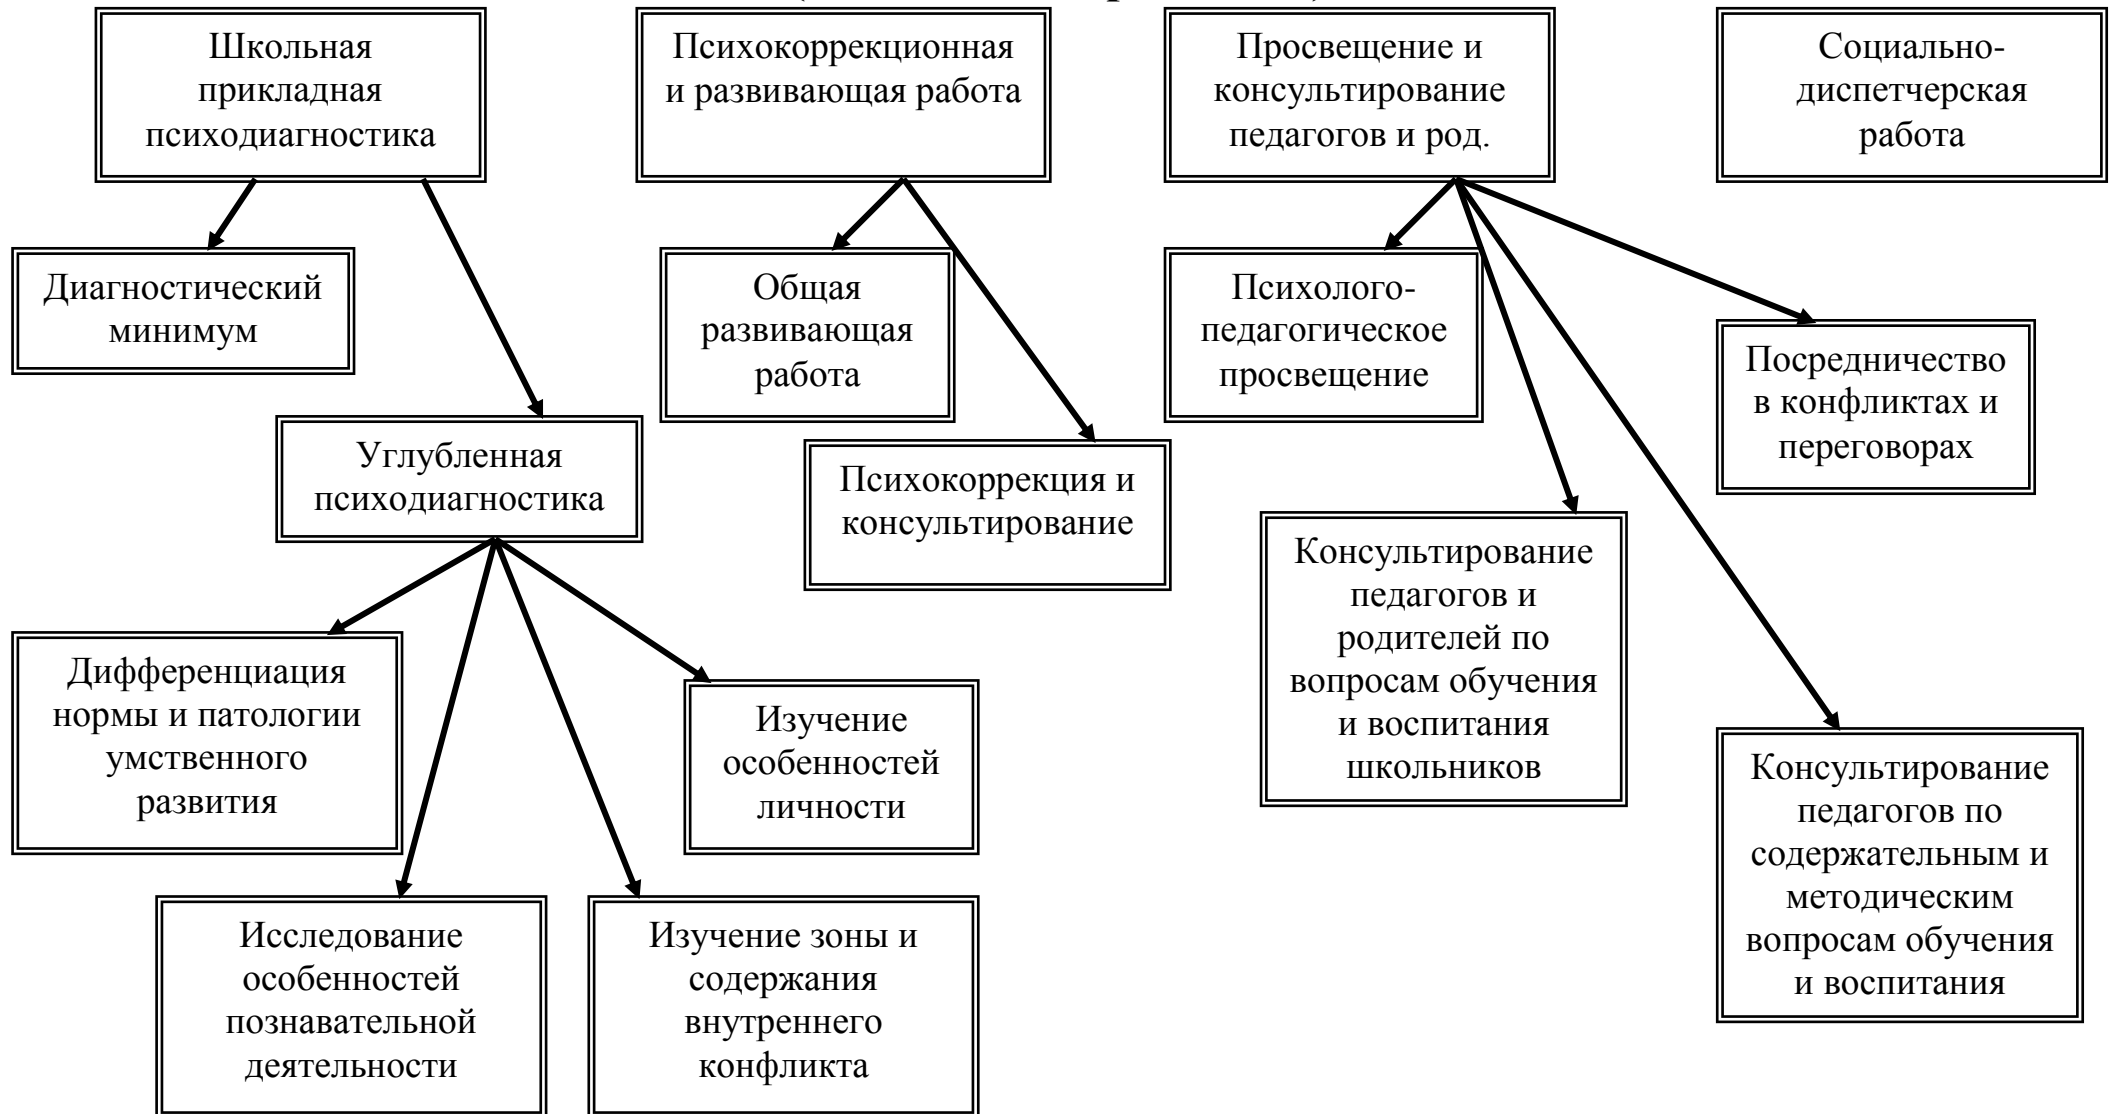 Школьная
прикладная
психодиагностика
Психокоррекционная
и развивающая работа
Просвещение и
консультирование
педагогов и род.
Социально-
диспетчерская
работа
Диагностический
минимум
Общая
развивающая
работа
Психолого-
педагогическое
просвещение
Посредничество
в конфликтах и
переговорах
Углубленная
психодиагностика
Психокоррекция и
консультирование
Консультирование
педагогов и
родителей по
вопросам обучения
и воспитания
школьников
Дифференциация
нормы и патологии
умственного
развития
Изучение
особенностей
личности
Консультирование
педагогов по
содержательным и
методическим
вопросам обучения
и воспитания
Исследование
особенностей
познавательной
деятельности
Изучение зоны и
содержания
внутреннего
конфликта